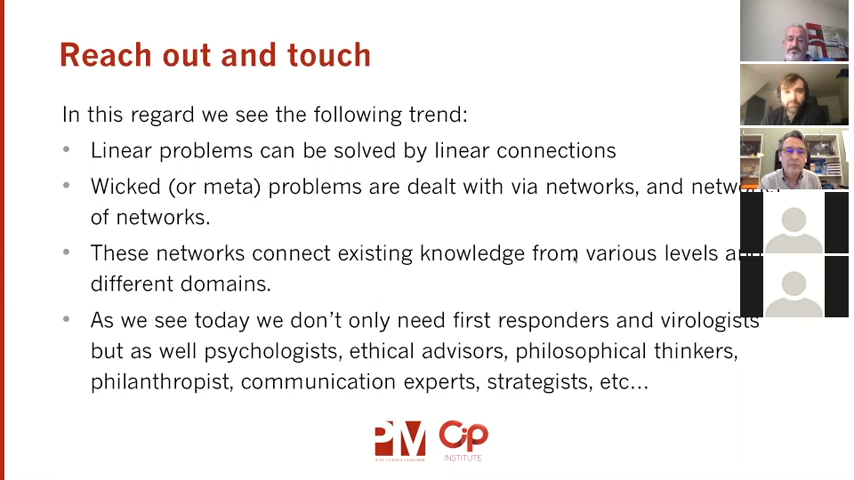 Reach out and touch
In this regard we see the following trend:
• Linear problems can be solved by linear connections
• Wicked (or meta) problems are dealt with via networks, and networks
of networks.
• These networks connect existing knowledge from various levels and
different domains.
• As we see today we don't only need first responders and virologists
but as well psychologists, ethical advisors, philosophical thinkers,
philanthropist, communication experts, strategists, etc...
PM CIP
INSTITUTE